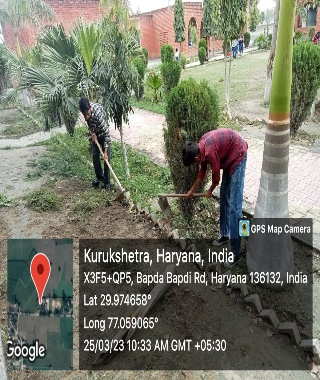 GPS Map Camera
Kurukshetra, Haryana, India
X3F5+QP5, Bapda Bapdi Rd, Haryana 136132, India
Lat 29.974658°
Long 77.059065°
25/03/23 10:33 AM GMT +05:30
Google